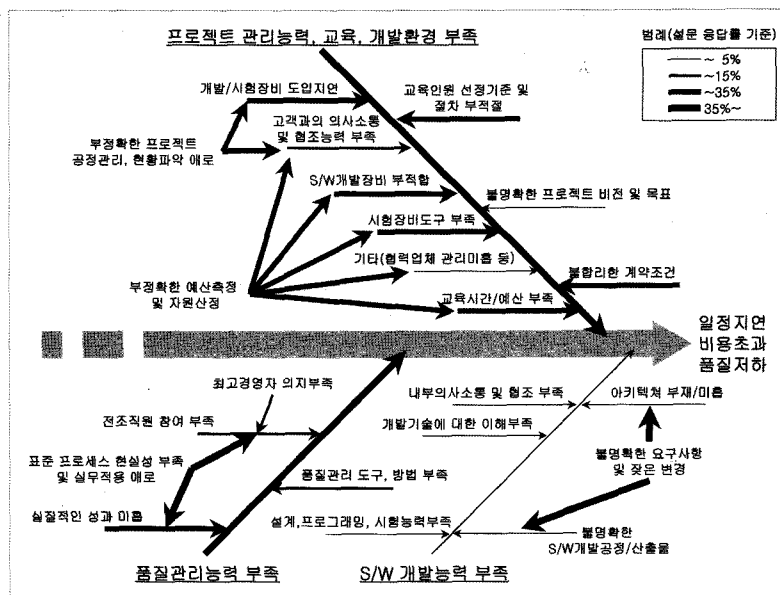 프로젝트 관리능력, 교육, 개발환경 부족
범례(설문 응답률 기준)
~ 5%
~15%
~35%
35%~
개발/시험장비 도입지연
교육인원 선정기준 및
절차 부적절
고객과의 의사소통
및 협조능력 부족
부정확한 프로젝트
공정관리, 현황파악 애로
S/W개발장비 부적합
불명확한 프로젝트 비전 및 목표
시험장비도구 부족
기타(협력업체 관리미흡 등)
불합리한 계약조건
부정확한 예산측정
및 자원산정
교육시간/예산 부족
일정지연
비용초과
품질저하
최고경영자 의지부족
내부의사소통 및 협조 부족
아키텍쳐 부재/미흡
전조직원 참여 부족
개발기술에 대한 이해부족
표준 프로세스 현실성 부족
및 실무적용 애로
불명확한 요구사항
및 잦은 변경
품질관리 도구, 방법 부족
실질적인 성과 미흡
설계,프로그래밍, 시험능력부족
불명확한
S/W개발공정/산출물
품질관리능력 부족
S/W 개발능력 부족